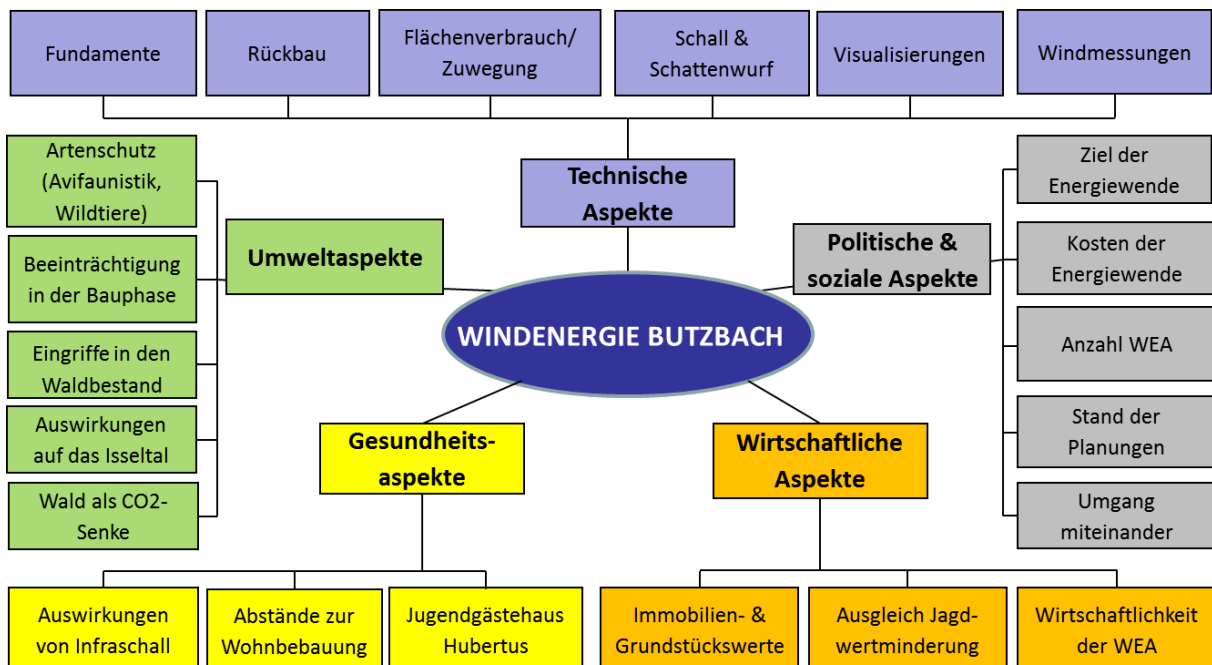 Fundamente
Rückbau
Flächenverbrauch/
Zuwegung
Schall &
Schattenwurf
Visualisierungen
Windmessungen
Technische
Aspekte
Artenschutz
(Avifaunistik,
Wildtiere)
Beeinträchtigung
in der Bauphase
Eingriffe in den
Waldbestand
Auswirkungen
auf das Isseltal
Wald als CO2-
Senke
Umweltaspekte
Politische &
soziale Aspekte
Ziel der
Energiewende
Kosten der
Energiewende
Anzahl WEA
Stand der
Planungen
Umgang
miteinander
WINDENERGIE BUTZBACH
Gesundheits-
aspekte
Auswirkungen
von Infraschall
Abstände zur
Wohnbebauung
Jugendgästehaus
Hubertus
Wirtschaftliche
Aspekte
Immobilien- &
Grundstückswerte
Ausgleich Jagd-
wertminderung
Wirtschaftlichkeit
der WEA